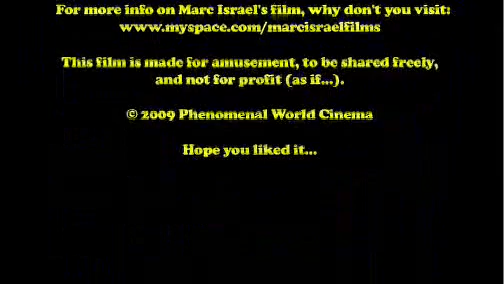 For more info on Marc Israel's film, why don't you visit:
www.myspace.com/marcisraelfilms
This film is made for amusement, to be shared freely,
and not for profit (as if...).
© 2009 Phenomenal World Cinema
Hope you liked it...